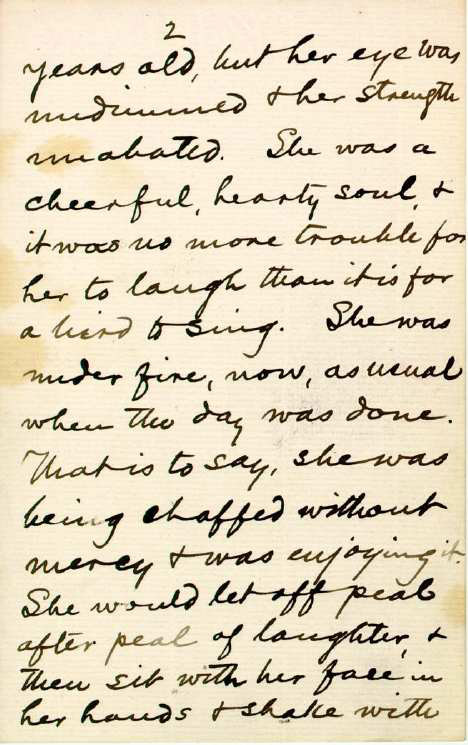 2
years old, but her eye was
undimmed & her strength
unabated. She was a
cheerful, hearty soul, &
it was no more trouble for
her to laugh than it is for
a bird to sing. She was
under fire, now, as usual
when the day was done.
That is to say, she was
being chaffed without
mercy & was enjoying it.
She would let off peal
after peal of laughter, &
then sit with her face in
her hands & shake with